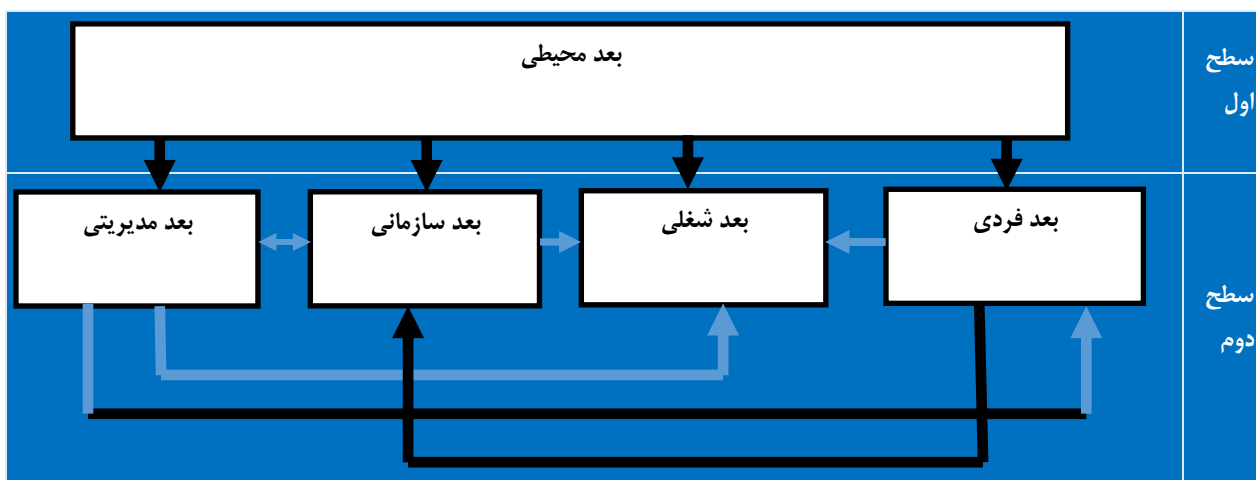 بعد محیطی
سطح
اول
بعد فردی
بعد شغلی
بعد سازمانی
بعد مدیریتی
سطح
دوم